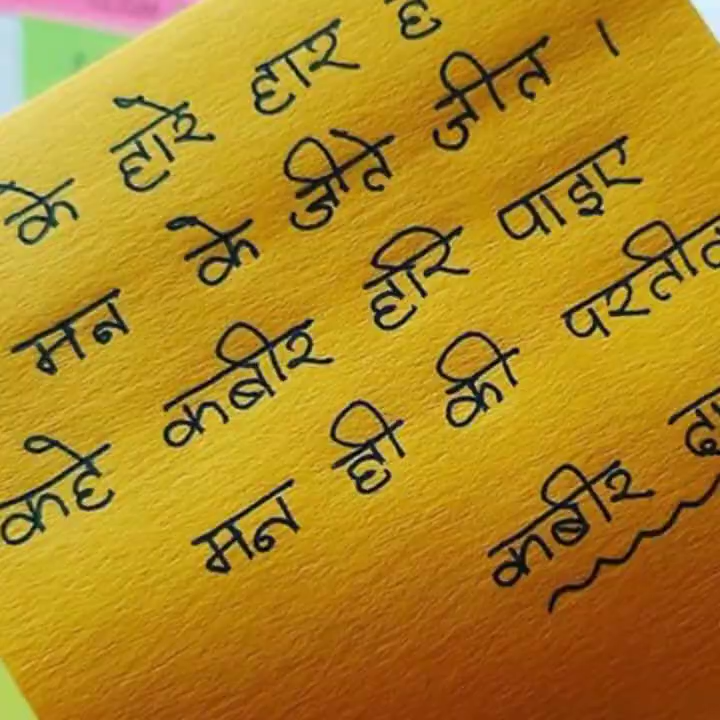 के हारे हार है
मन के जीते जीत ।
कहे कबीर हरि पाइए
मन ही की परतीत
कबीर